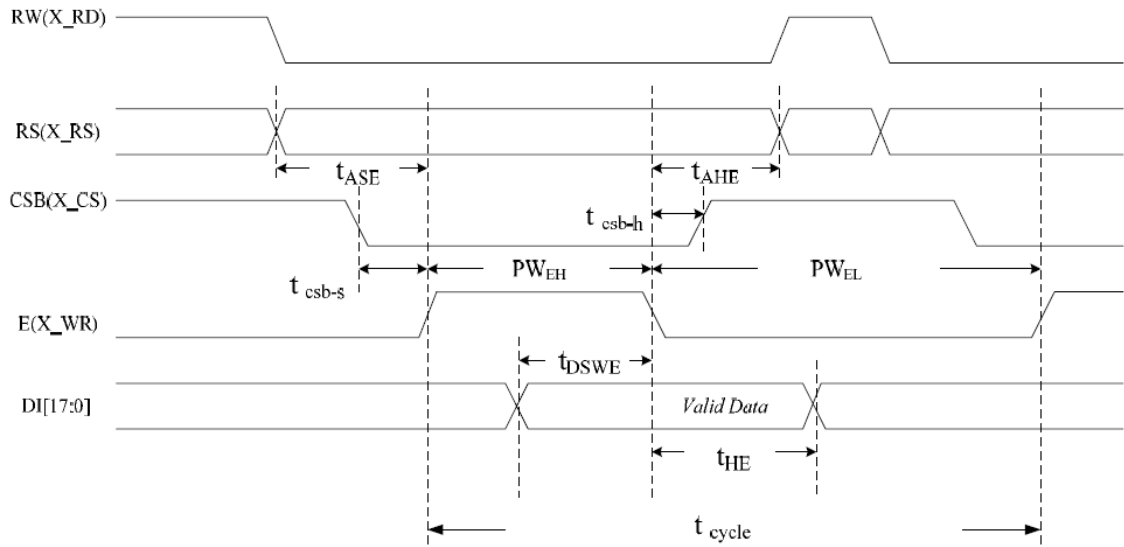 RW(X_RD)
RS(X_RS)
tASE
tAHE
CSB(X_CS)
t csb-h
t csb-s
PWEH
PWEL
E(X_WR)
tDSWE
DI[17:0]
Valid Data
tHE
t cycle